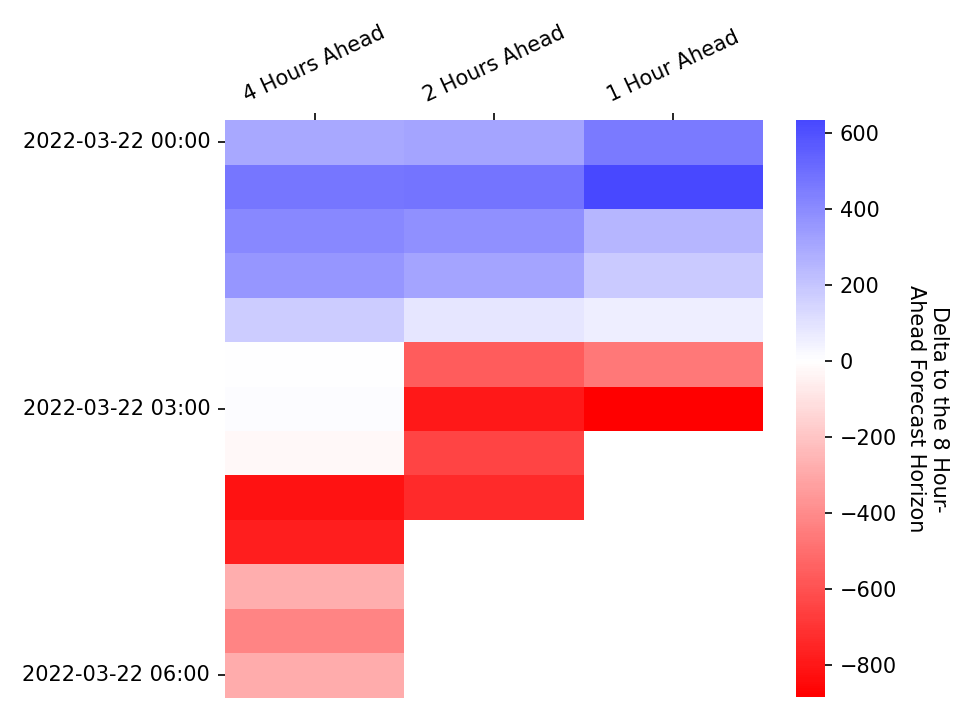 4 Hours Ahead
2 Hours Ahead
1 Hour Ahead
2022-03-22 00:00
2022-03-22 03:00
2022-03-22 06:00
600
400
200
0
−200
−400
−600
−800
Delta to the 8 Hour-
Ahead Forecast Horizon